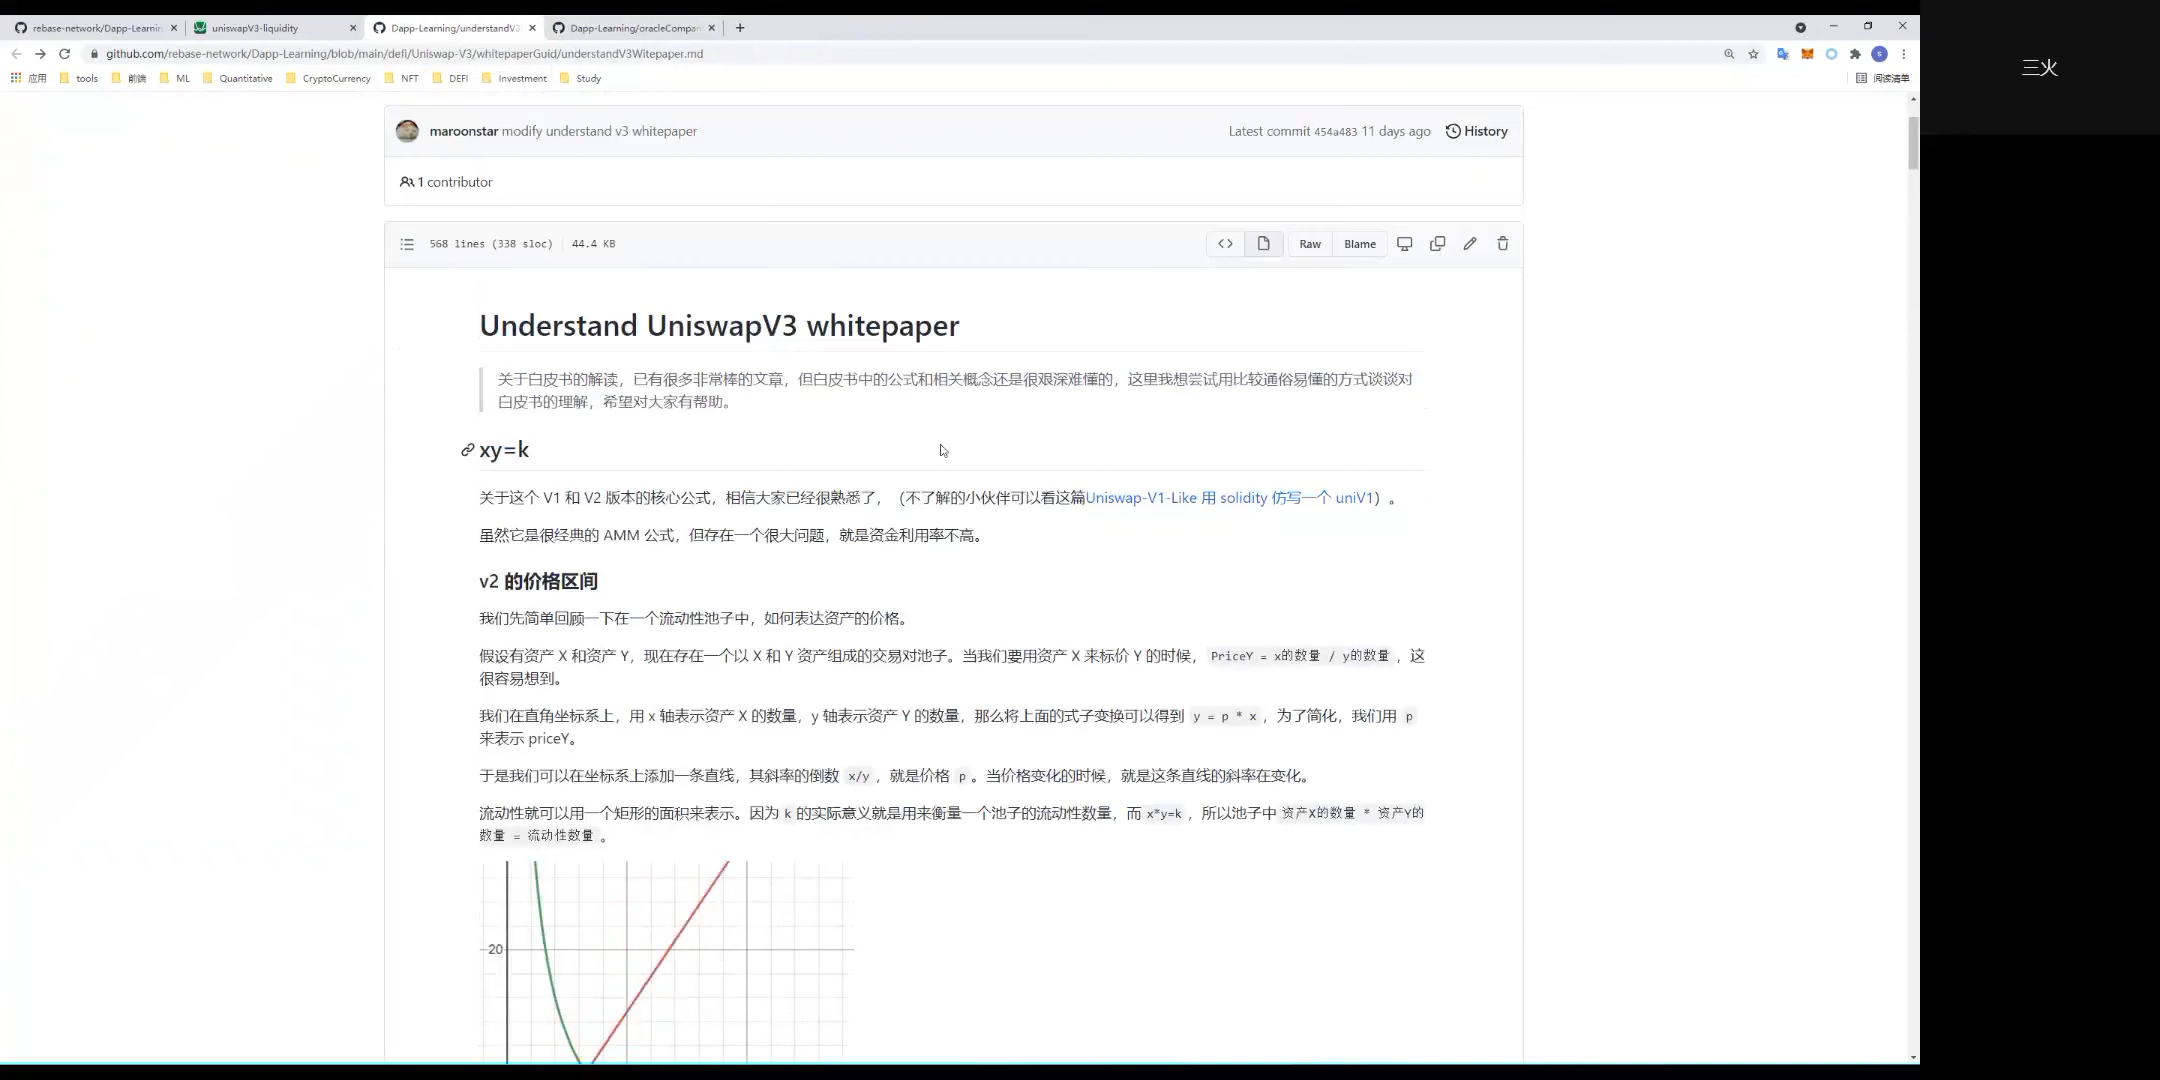 rebase-network/Dapp-Learnin
uniswapV3-liquidity
Dapp-Learning/understandV3
Dapp-Learning/oracleCompan
github.com/rebase-network/Dapp-Learning/blob/main/defi/Uniswap-V3/whitepaperGuid/understandV3Witepaper.md
应用 tools 前端 ML Quantitative CryptoCurrency NFT DEFI Investment Study 阅读清单
三火
maroonstar modify understand v3 whitepaper Latest commit 454a483 11 days ago History
1 contributor
568 lines (338 sloc) 44.4 KB Raw Blame
Understand UniswapV3 whitepaper
关于白皮书的解读，已有很多非常棒的文章，但白皮书中的公式和相关概念还是很艰深难懂的，这里我想尝试用比较通俗易懂的方式谈谈对
白皮书的理解，希望对大家有帮助。
xy=k
关于这个 V1 和 V2 版本的核心公式，相信大家已经很熟悉了，（不了解的小伙伴可以看这篇Uniswap-V1-Like 用 solidity 仿写一个 uniV1）。
虽然它是很经典的 AMM 公式，但存在一个很大问题，就是资金利用率不高。
v2 的价格区间
我们先简单回顾一下在一个流动性池子中，如何表达资产的价格。
假设有资产 X 和资产 Y，现在存在一个以 X 和 Y 资产组成的交易对池子。当我们要用资产 X 来标价 Y 的时候， PriceY = x的数量 / y的数量 ，这
很容易想到。
我们在直角坐标系上，用 x 轴表示资产 X 的数量，y 轴表示资产 Y 的数量，那么将上面的式子变换可以得到 y = p * x ，为了简化，我们用 p
来表示 priceY。
于是我们可以在坐标系上添加一条直线，其斜率的倒数 x/y ，就是价格 p 。当价格变化的时候，就是这条直线的斜率在变化。
流动性就可以用一个矩形的面积来表示。因为 k 的实际意义就是用来衡量一个池子的流动性数量，而 x*y=k ，所以池子中 资产X的数量 * 资产Y的
数量 = 流动性数量 。
20